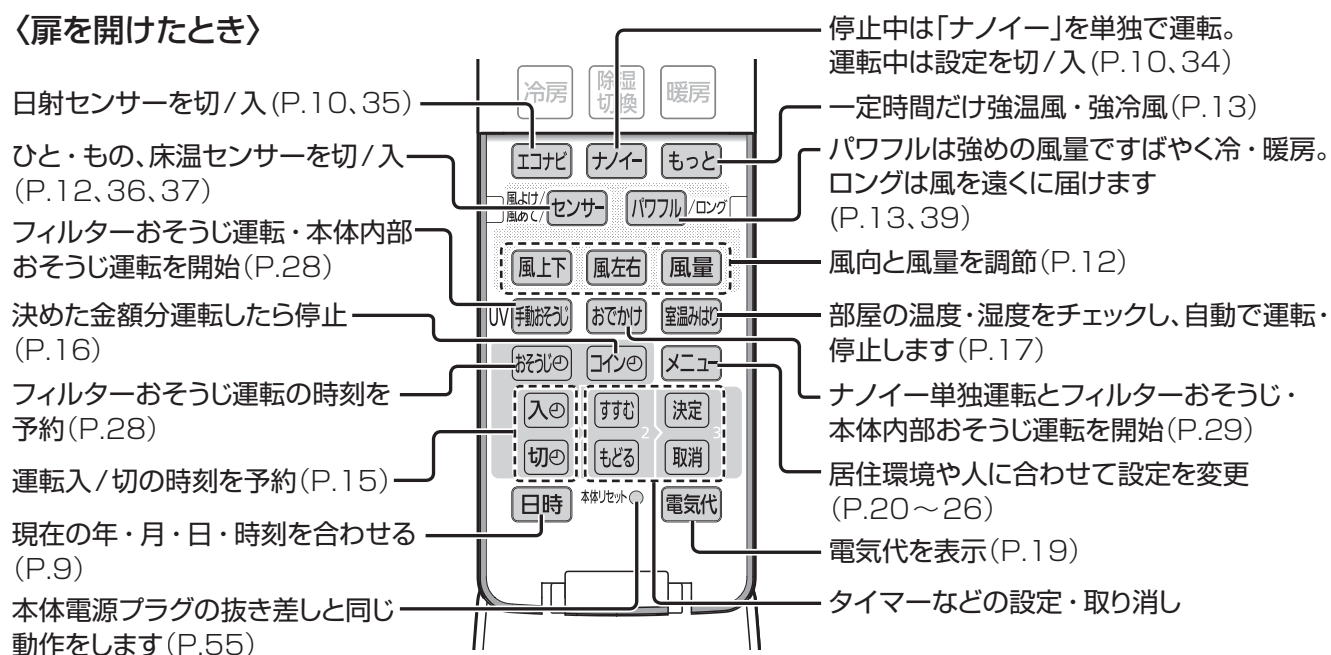 〈扉を開けたとき〉
日射センサーを切/入(P.10、35)
ひと・もの、床温センサーを切/入
(P.12、36、37)
フィルターおそうじ運転・本体内部
おそうじ運転を開始(P.28)
決めた金額分運転したら停止
(P.16)
フィルターおそうじ運転の時刻を
予約(P.28)
運転入/切の時刻を予約(P.15)
現在の年・月・日・時刻を合わせる
(P.9)
本体電源プラグの抜き差しと同じ
動作をします(P.55)
冷房
除湿
切換
暖房
エコナビ
ナノイー
もっと
風よけ/
風あて/
センサー
パワフル
/ロング
風上下
風左右
風量
UV
手動おそうじ
おでかけ
室温みはり
おそうじ
コイン
メニュー
入
すすむ
決定
2
3
切
もどる
取消
日時
本体リセット
電気代
停止中は「ナノイー」を単独で運転。
運転中は設定を切/入(P.10、34)
一定時間だけ強温風・強冷風(P.13)
パワフルは強めの風量ですばやく冷・暖房。
ロングは風を遠くに届けます
(P.13、39)
風向と風量を調節(P.12)
部屋の温度・湿度をチェックし、自動で運転・
停止します(P.17)
ナノイー単独運転とフィルターおそうじ・
本体内部おそうじ運転を開始(P.29)
居住環境や人に合わせて設定を変更
(P.20〜26)
電気代を表示(P.19)
タイマーなどの設定・取り消し